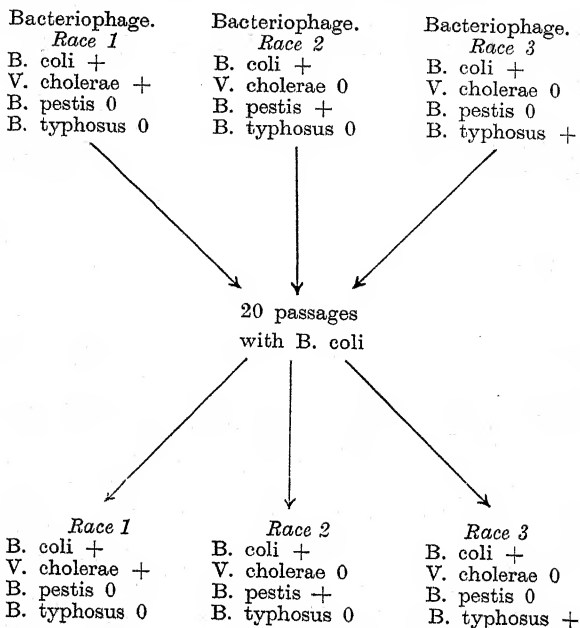 Bacteriophage.
Race 1
B. coli +
V. cholerae +
B. pestis 0
B. typhosus 0
Bacteriophage.
Race 2
B. coli +
V. cholerae 0
B. pestis +
B. typhosus 0
Bacteriophage.
Race 3
B. coli +
V. cholerae 0
B. pestis 0
B. typhosus +
20 passages
with B. coli
Race 1
B. coli +
V. cholerae +
B. pestis 0
B. typhosus 0
Race 2
B. coli +
V. cholerae 0
B. pestis +
B. typhosus 0
Race 3
B. coli +
V. cholerae 0
B. pestis 0
B. typhosus +